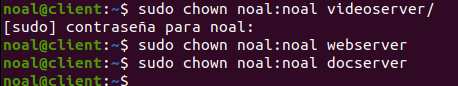 noal@client:~$ sudo chown noal:noal videoserver/
[sudo] contraseña para noal:
noal@client:~$ sudo chown noal:noal webserver
noal@client:~$ sudo chown noal:noal docserver
noal@client:~$